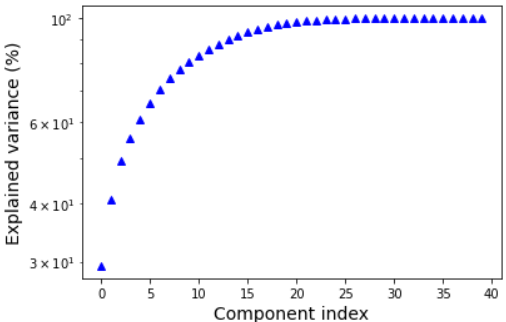 Explained variance (%)
10²
6 × 10¹
4 × 10¹
3 × 10¹
0 5 10 15 20 25 30 35 40
Component index